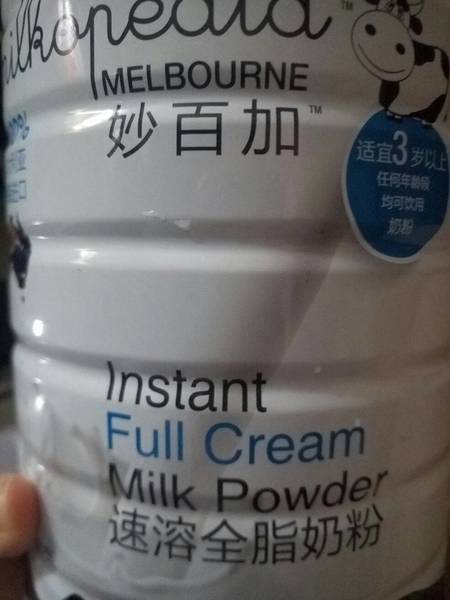 milkopedia™
MELBOURNE
妙百加™
适宜3岁以上
任何年龄段
均可饮用
奶粉
Instant
Full Cream
Milk Powder
速溶全脂奶粉